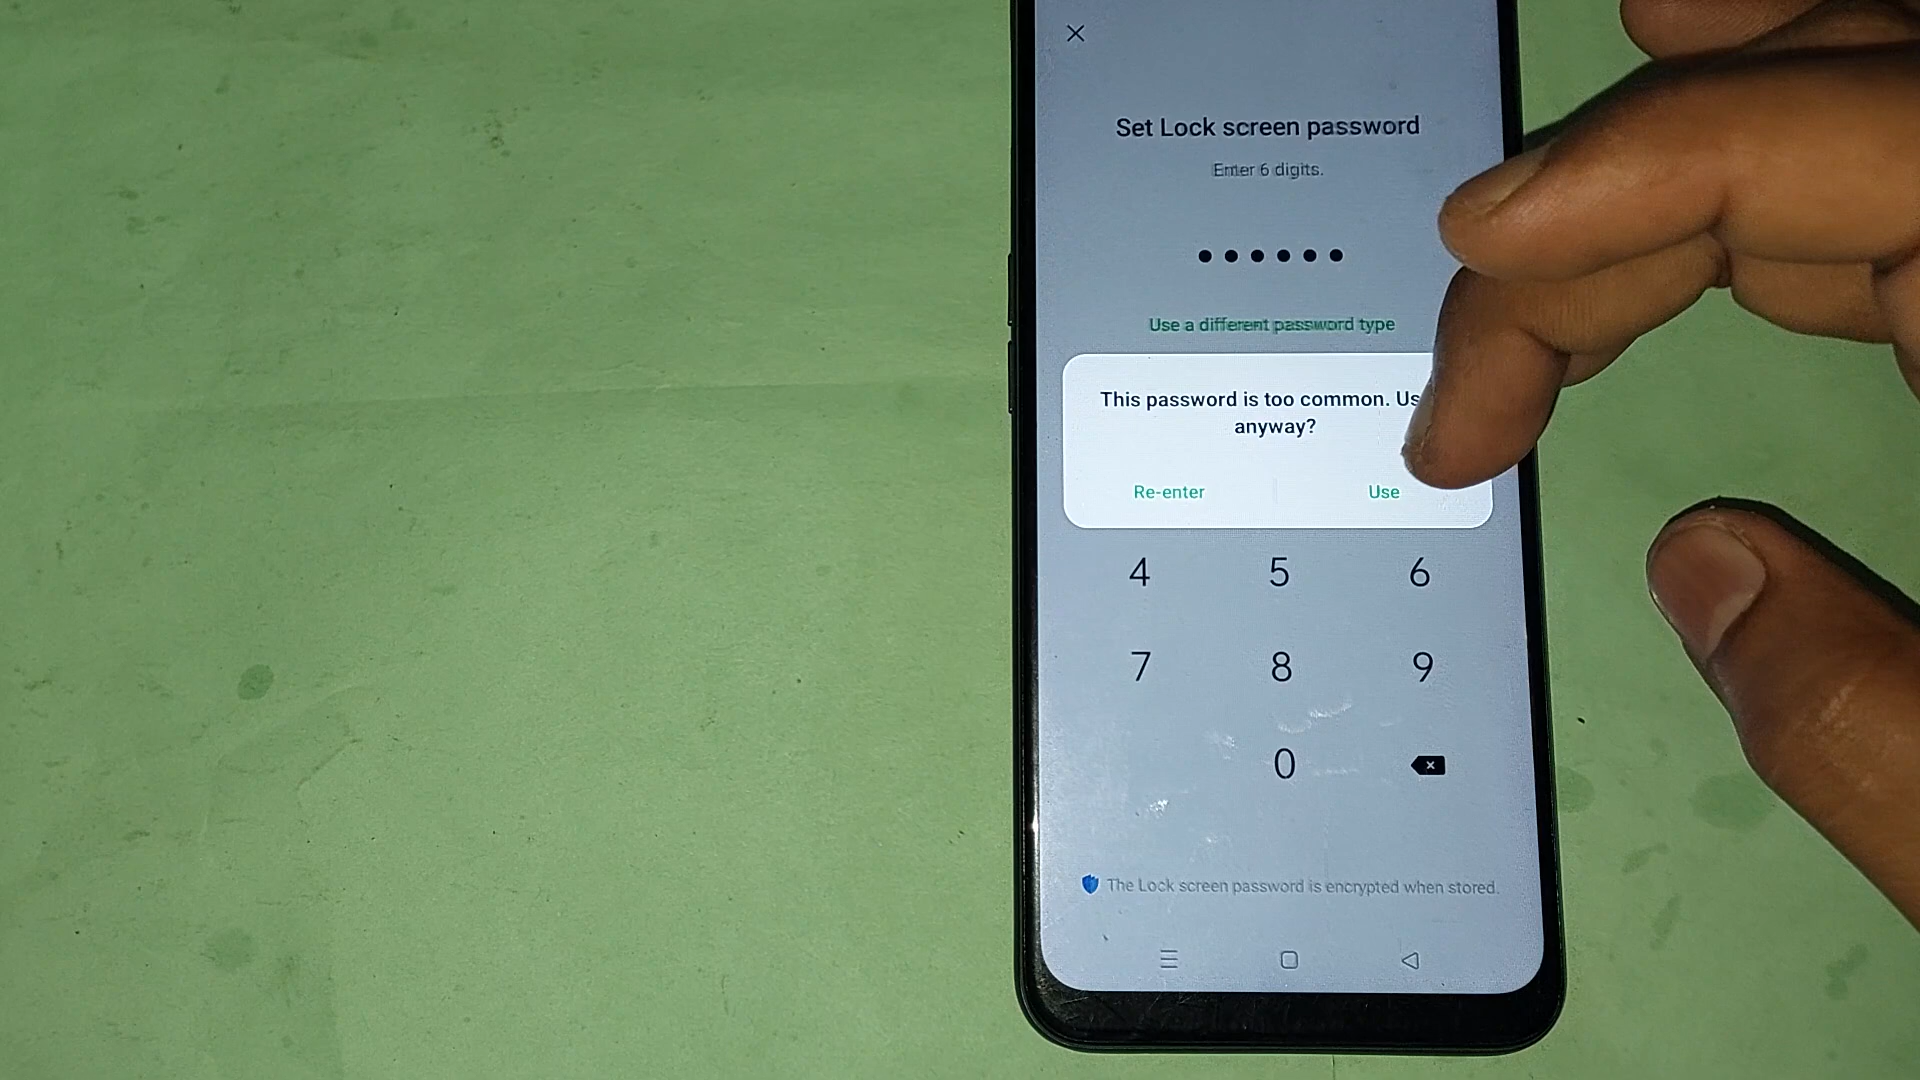 Set Lock screen password
Enter 6 digits.
Use a different password type
This password is too common. Us
anyway?
Re-enter Use
4 5 6
7 8 9
0
The Lock screen password is encrypted when stored.